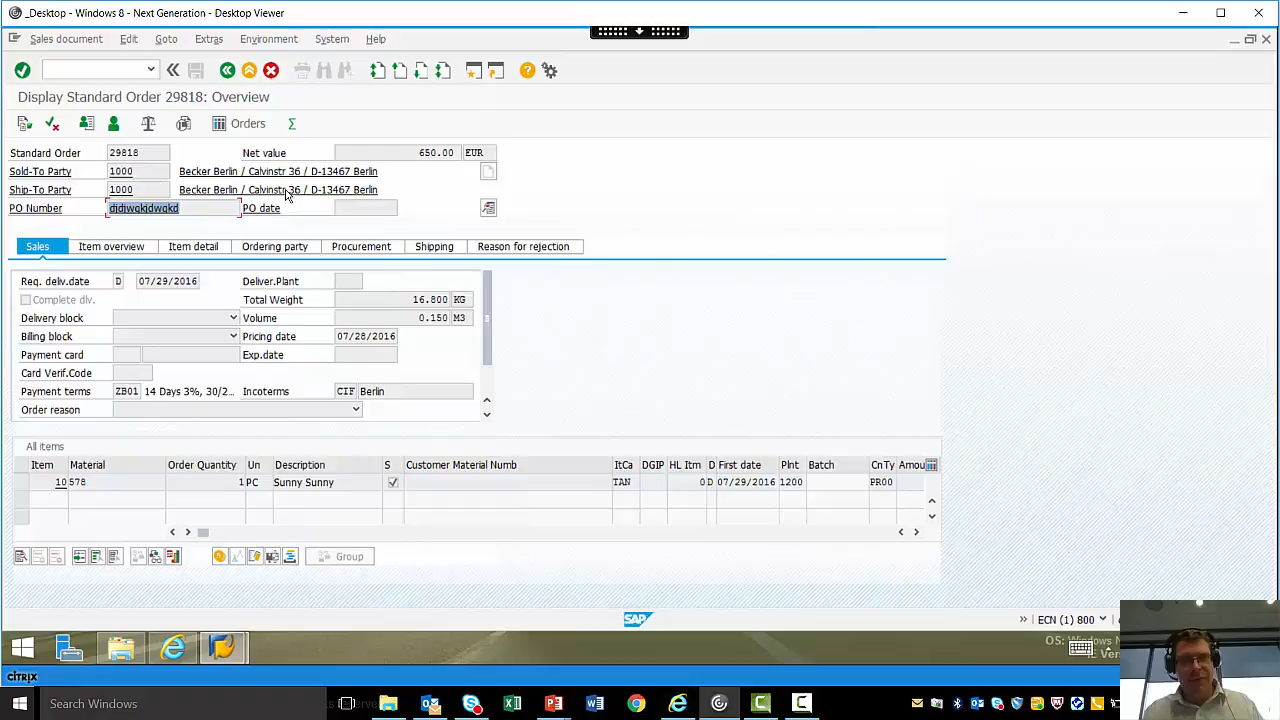 _Desktop - Windows 8 - Next Generation - Desktop Viewer
Sales document Edit Goto Extras Environment System Help
Display Standard Order 29818: Overview
Orders
Standard Order 29818 Net value 650.00 EUR
Sold-To Party 1000 Becker Berlin / Calvinstr 36 / D-13467 Berlin
Ship-To Party 1000 Becker Berlin / Calvinstr 36 / D-13467 Berlin
PO Number PO date
Sales Item overview Item detail Ordering party Procurement Shipping Reason for rejection
Req. deliv.date D 07/29/2016 Deliver.Plant
Complete dlv. Total Weight 16.800 KG
Delivery block Volume 0.150 M3
Billing block Pricing date 07/28/2016
Payment card Exp.date
Card Verif.Code
Payment terms ZB01 14 Days 3%, 30/2... Incoterms CIF Berlin
Order reason
All items
Item Material Order Quantity Un Description S Customer Material Numb ItCa DGIP HL Itm D First date Plnt Batch CnTy Amou
10 578 1 PC Sunny Sunny TAN 0 D 07/29/2016 1200 PR00
Group
SAP
ECN (1) 800
OS: Windows
CITRIX
Search Windows